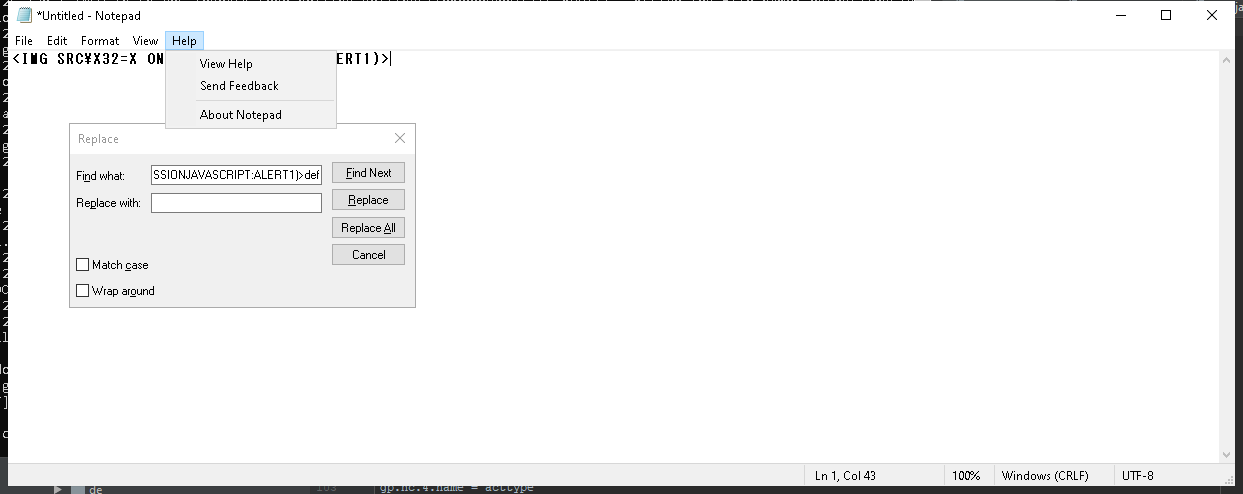 *Untitled - Notepad
File Edit Format View Help
<IMG SRC¥X32=X ON ERT1)>
View Help
Send Feedback
About Notepad
Replace
Find what: SSIONJAVASCRIPT:ALERT1)>def Find Next
Replace with: Replace
Replace All
Cancel
Match case
Wrap around
Ln 1, Col 43 100% Windows (CRLF) UTF-8
de
gp.nc.4.name = acttype